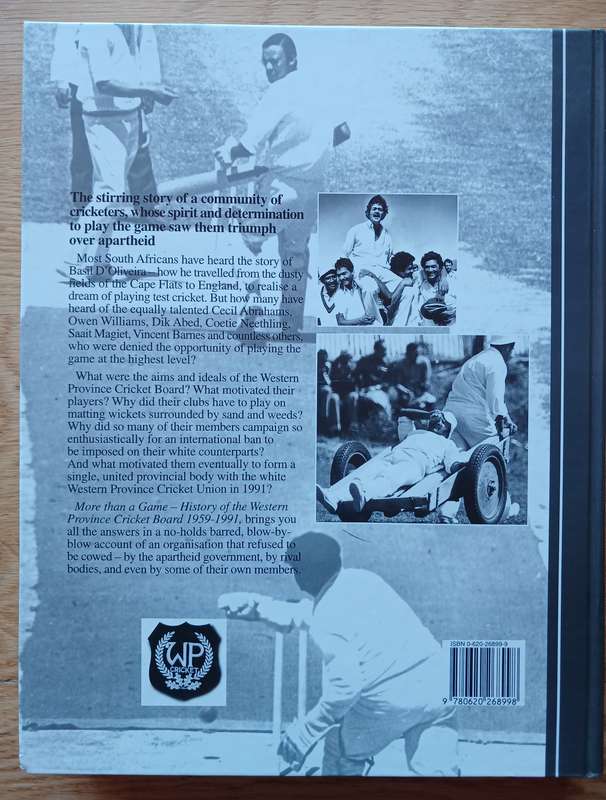 The stirring story of a community of
cricketers, whose spirit and determination
to play the game saw them triumph
over apartheid
Most South Africans have heard the story of
Basil D'Oliveira – how he travelled from the dusty
fields of the Cape Flats to England, to realise a
dream of playing test cricket. But how many have
heard of the equally talented Cecil Abrahams,
Owen Williams, Dik Abed, Coetie Neethling,
Saait Magiet, Vincent Barnes and countless others,
who were denied the opportunity of playing the
game at the highest level?
What were the aims and ideals of the Western
Province Cricket Board? What motivated their
players? Why did their clubs have to play on
matting wickets surrounded by sand and weeds?
Why did so many of their members campaign so
enthusiastically for an international ban to
be imposed on their white counterparts?
And what motivated them eventually to form a
single, united provincial body with the white
Western Province Cricket Union in 1991?
More than a Game – History of the Western
Province Cricket Board 1959-1991, brings you
all the answers in a no-holds barred, blow-by-
blow account of an organisation that refused to
be cowed – by the apartheid government, by rival
bodies, and even by some of their own members.
WP
CRICKET
ISBN 0-620-26899-9
9 780620 268998